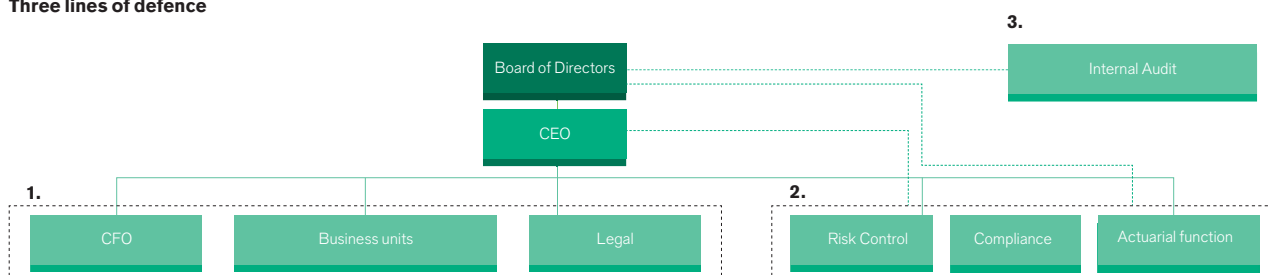 Three lines of defence
3.
Board of Directors
Internal Audit
CEO
1.
2.
CFO
Business units
Legal
Risk Control
Compliance
Actuarial function